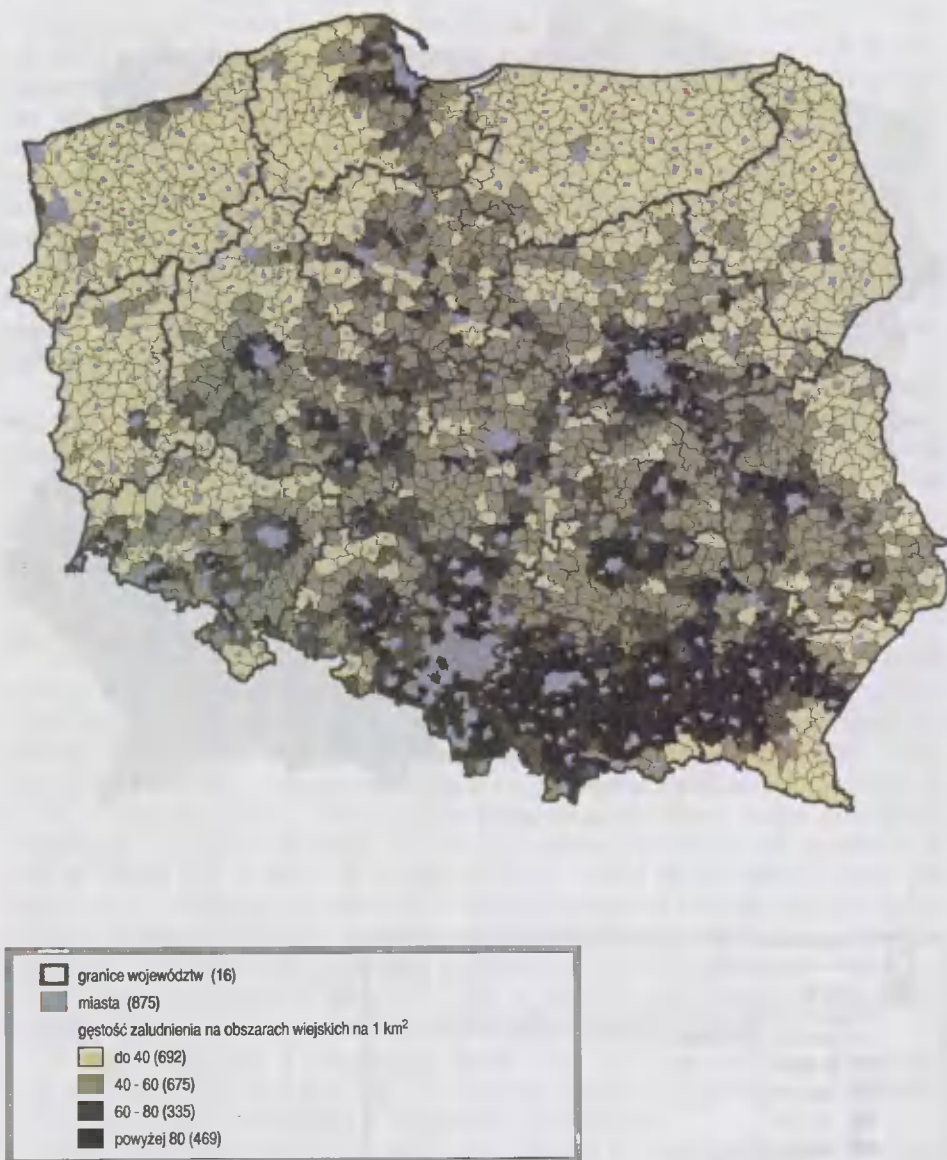 granice województw (16)
miasta (875)
gęstość zaludnienia na obszarach wiejskich na 1 km²
do 40 (692)
40 - 60 (675)
60 - 80 (335)
powyżej 80 (469)